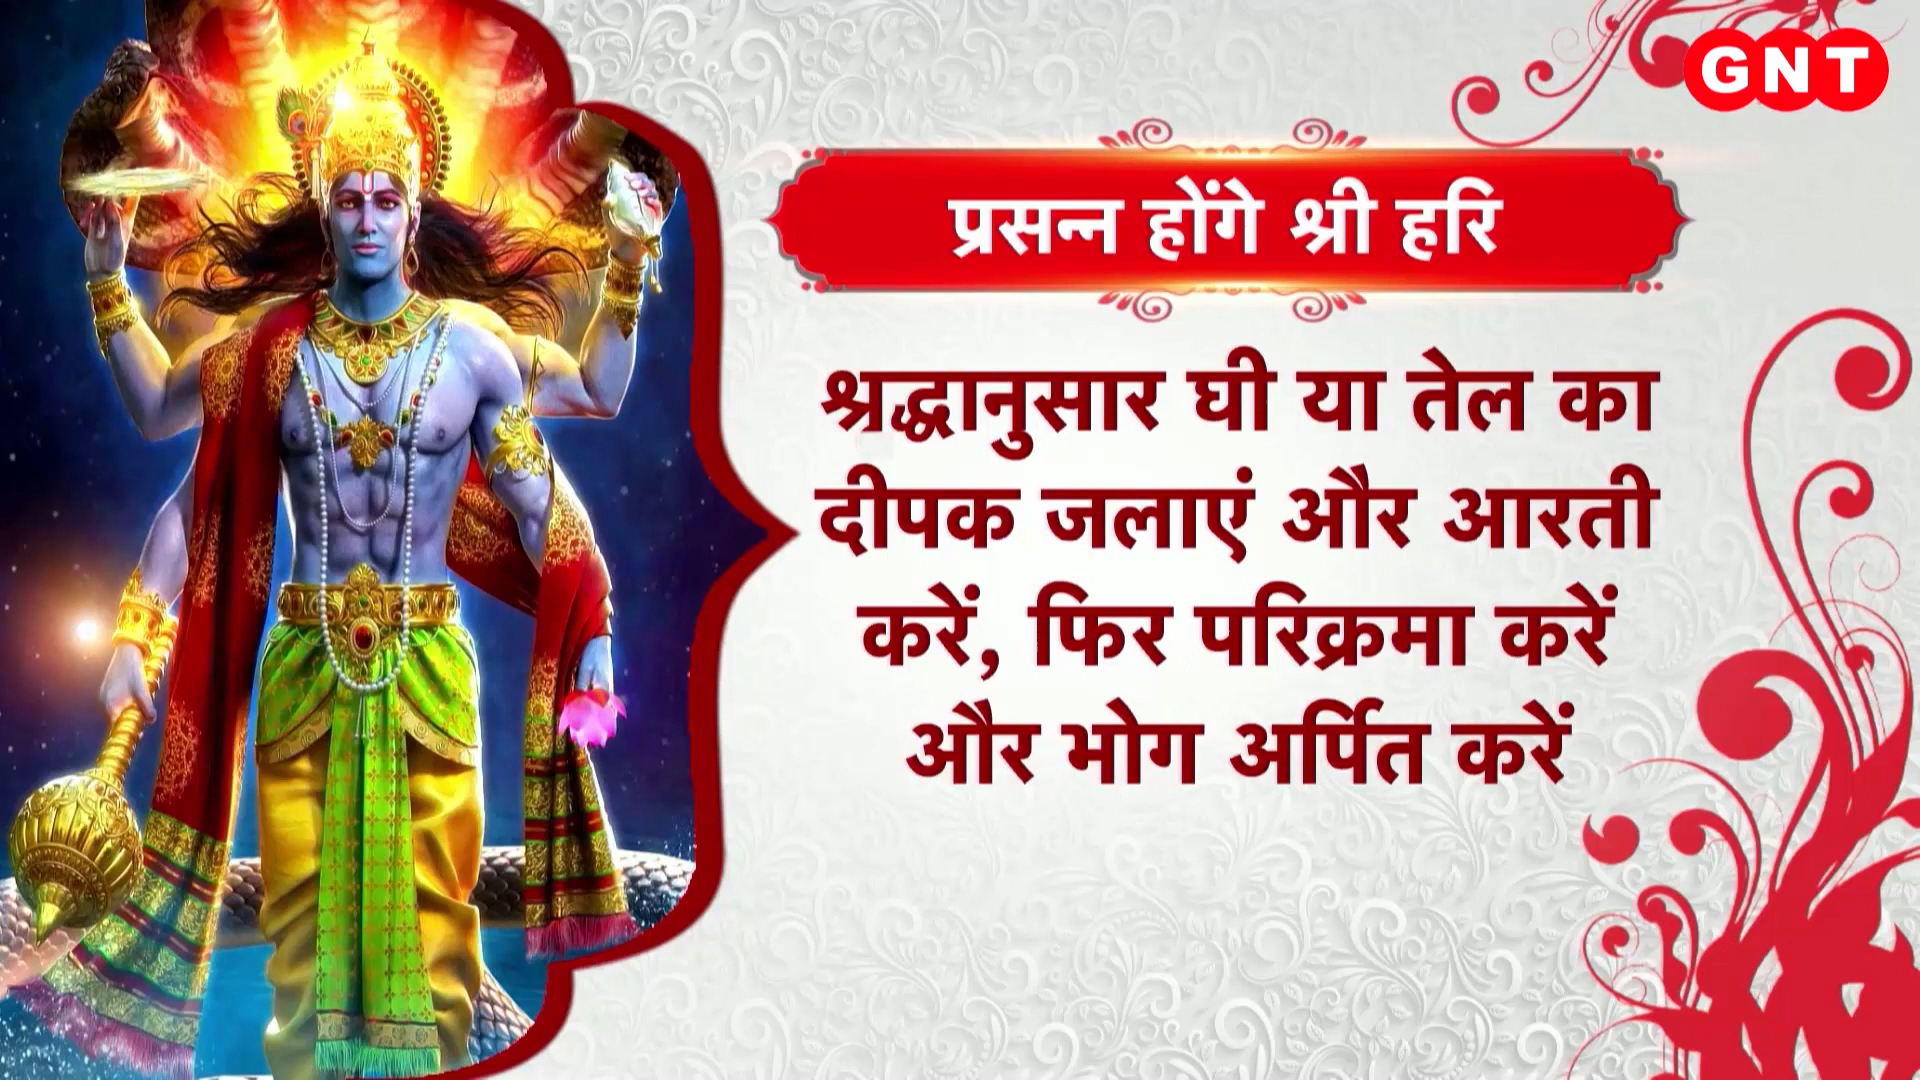 GNT
प्रसन्न होंगे श्री हरि
श्रद्धानुसार घी या तेल का
दीपक जलाएं और आरती
करें, फिर परिक्रमा करें
और भोग अर्पित करें